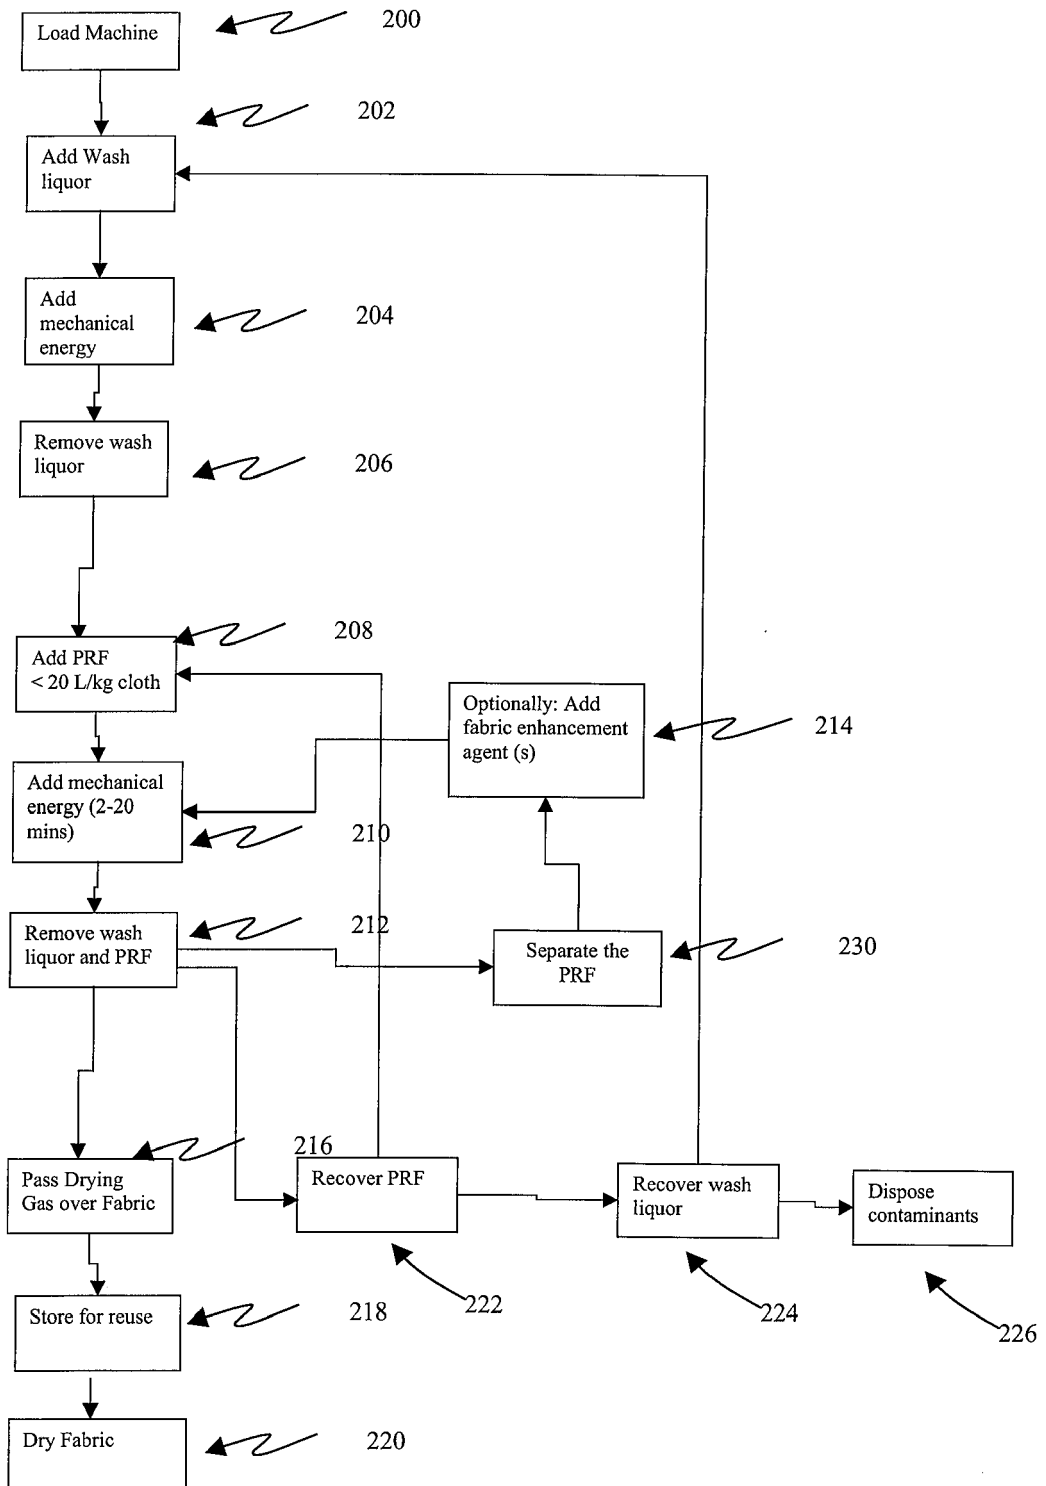 Load Machine
200
202
Add Wash
liquor
Add
mechanical
energy
204
Remove wash
liquor
206
208
Add PRF
< 20 L/kg cloth
Optionally: Add
fabric enhancement
agent (s)
214
Add mechanical
energy (2-20
mins)
210
212
Remove wash
liquor and PRF
Separate the
PRF
230
216
Pass Drying
Gas over Fabric
Recover PRF
Recover wash
liquor
Dispose
contaminants
222
224
226
Store for reuse
218
Dry Fabric
220